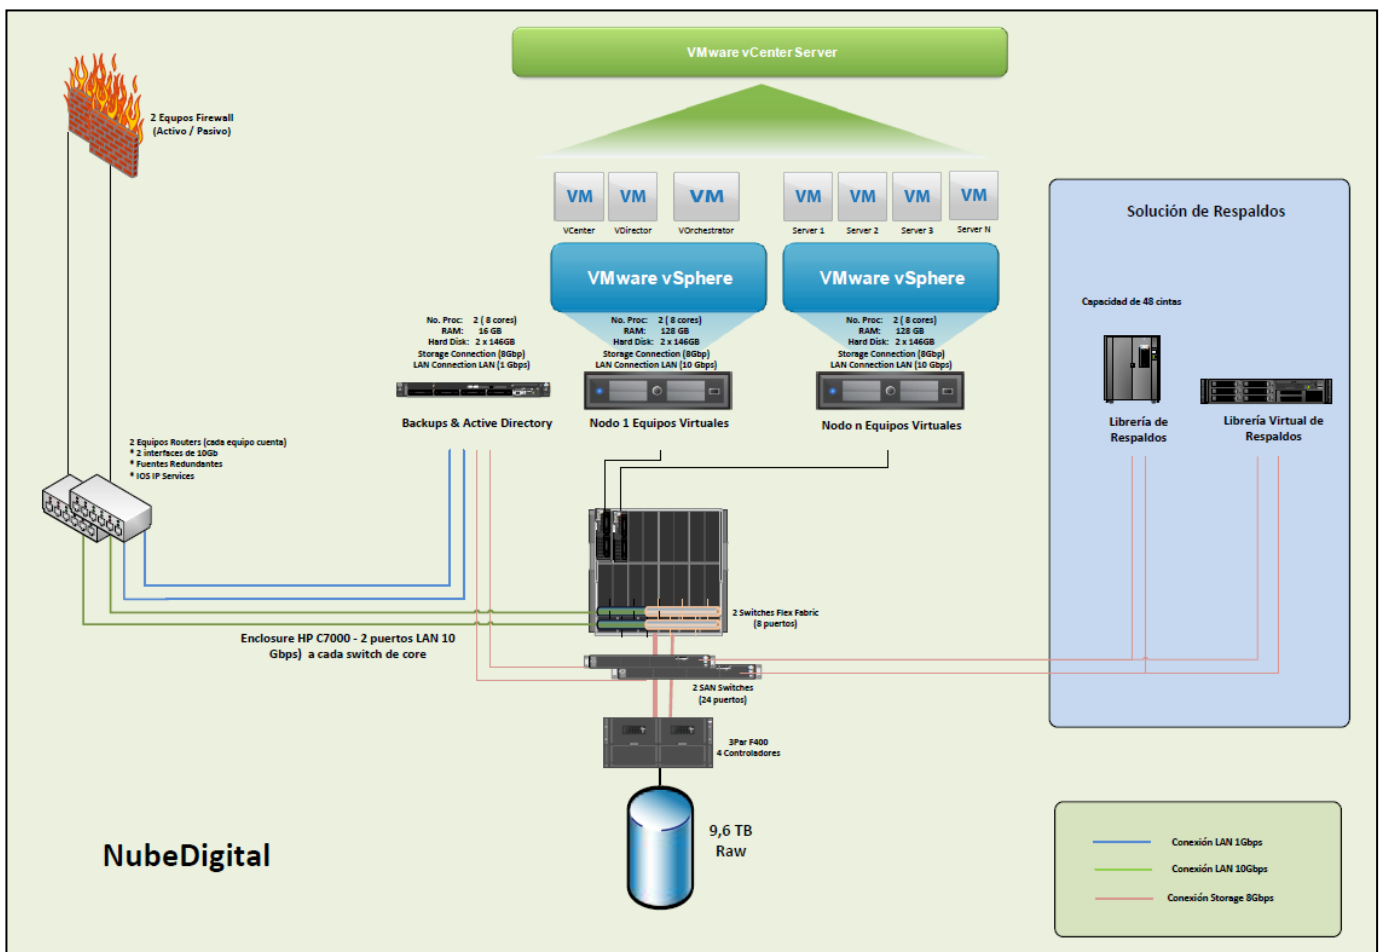 VMware vCenter Server
2 Equpos Firewall
(Activo / Pasivo)
VM
VM
VM
VM
VM
VM
VM
VCenter
VDirector
VOrchestrator
Server 1
Server 2
Server 3
Server N
VMware vSphere
VMware vSphere
Solución de Respaldos
Capacidad de 48 cintas
No. Proc: 2 ( 8 cores)
RAM: 16 GB
Hard Disk: 2 x 146GB
Storage Connection (8Gbp)
LAN Connection LAN (1 Gbps)
No. Proc: 2 ( 8 cores)
RAM: 128 GB
Hard Disk: 2 x 146GB
Storage Connection (8Gbp)
LAN Connection LAN (10 Gbps)
No. Proc: 2 ( 8 cores)
RAM: 128 GB
Hard Disk: 2 x 146GB
Storage Connection (8Gbp)
LAN Connection LAN (10 Gbps)
Backups & Active Directory
Nodo 1 Equipos Virtuales
Nodo n Equipos Virtuales
Librería de
Respaldos
Librería Virtual de
Respaldos
2 Equipos Routers (cada equipo cuenta)
* 2 interfaces de 10Gb
* Fuentes Redundantes
* IOS IP Services
2 Switches Flex Fabric
(8 puertos)
Enclosure HP C7000 - 2 puertos LAN 10
Gbps) a cada switch de core
2 SAN Switches
(24 puertos)
3Par F400
4 Controladores
9,6 TB
Raw
NubeDigital
Conexión LAN 1Gbps
Conexión LAN 10Gbps
Conexión Storage 8Gbps